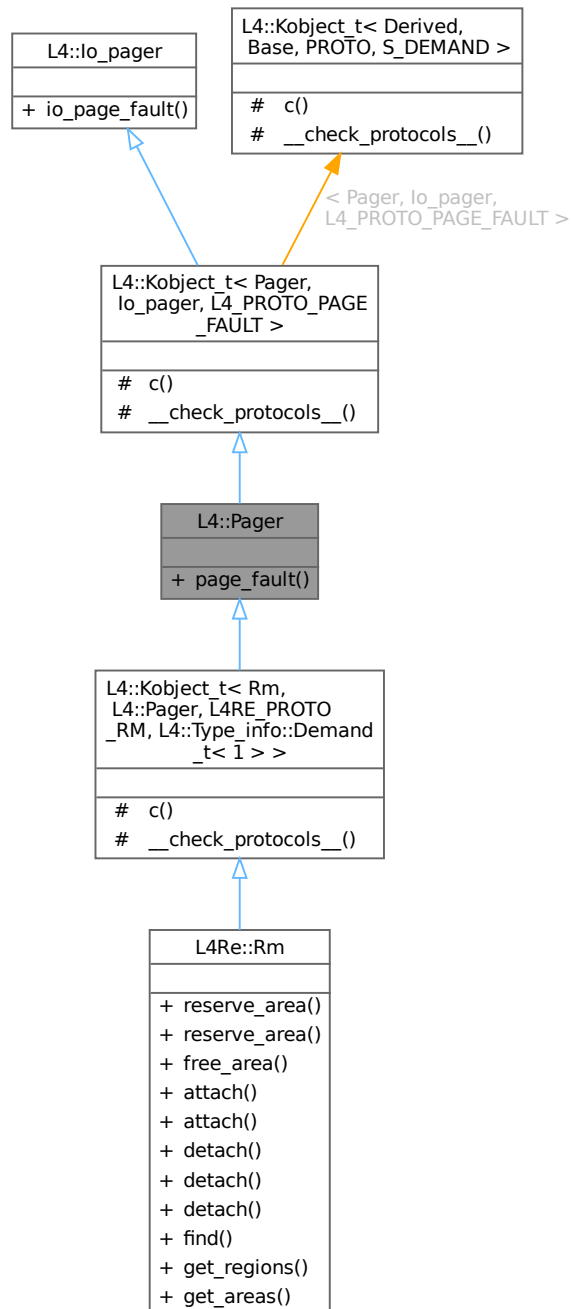 L4::Io_pager
+ io_page_fault()
L4::Kobject_t< Derived,
Base, PROTO, S_DEMAND >
# c()
# __check_protocols__()
< Pager, Io_pager,
L4_PROTO_PAGE_FAULT >
L4::Kobject_t< Pager,
Io_pager, L4_PROTO_PAGE
_FAULT >
# c()
# __check_protocols__()
L4::Pager
+ page_fault()
L4::Kobject_t< Rm,
L4::Pager, L4RE_PROTO
_RM, L4::Type_info::Demand
_t< 1 > >
# c()
# __check_protocols__()
L4Re::Rm
+ reserve_area()
+ reserve_area()
+ free_area()
+ attach()
+ attach()
+ detach()
+ detach()
+ detach()
+ find()
+ get_regions()
+ get_areas()